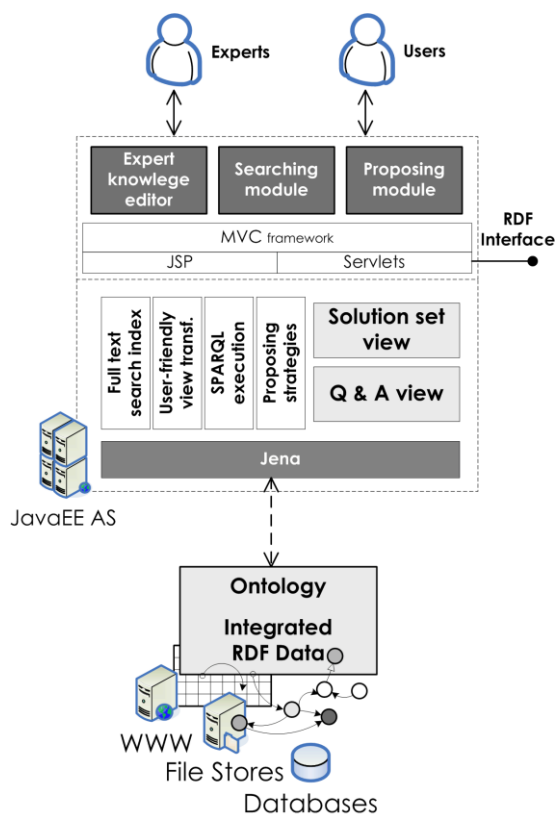 Experts
Users
Expert
knowlege
editor
Searching
module
Proposing
module
RDF
Interface
MVC framework
JSP
Servlets
Full text
search index
User-friendly
view transf.
SPARQL
execution
Proposing
strategies
Solution set
view
Q & A view
Jena
JavaEE AS
Ontology
Integrated
RDF Data
WWW
File Stores
Databases